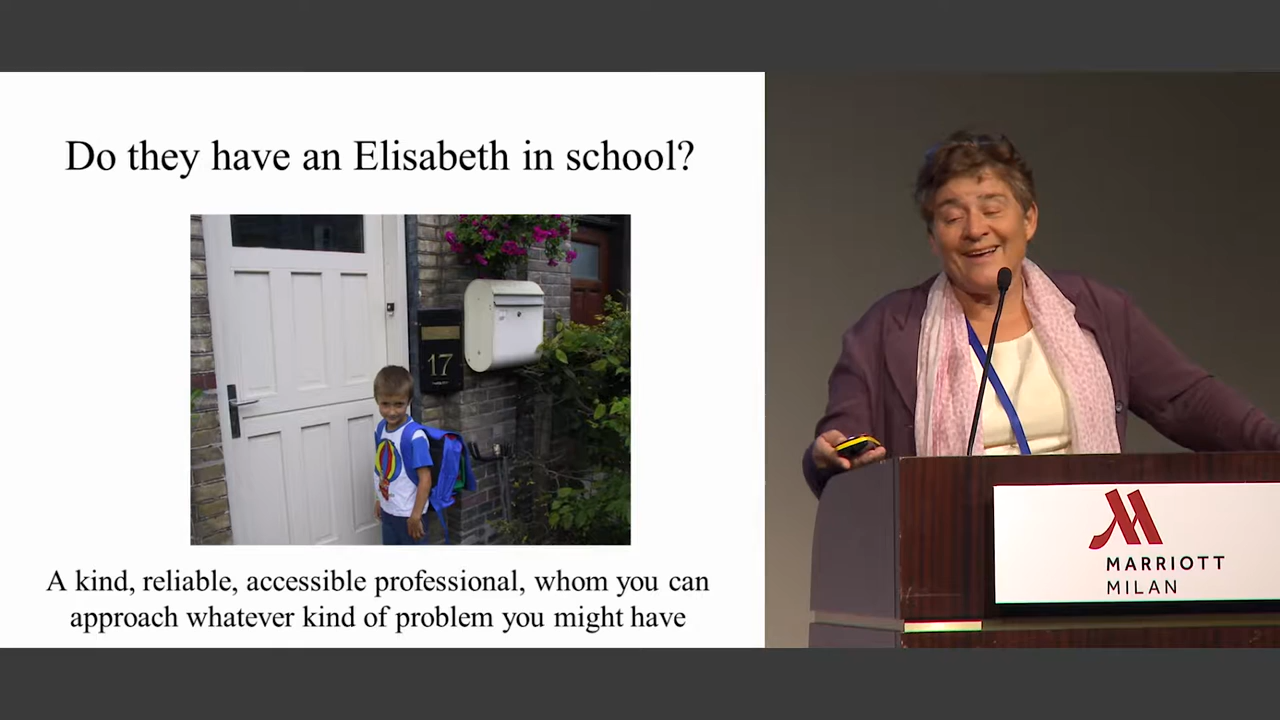 Do they have an Elisabeth in school?
17
A kind, reliable, accessible professional, whom you can
approach whatever kind of problem you might have
MARRIOTT
MILAN